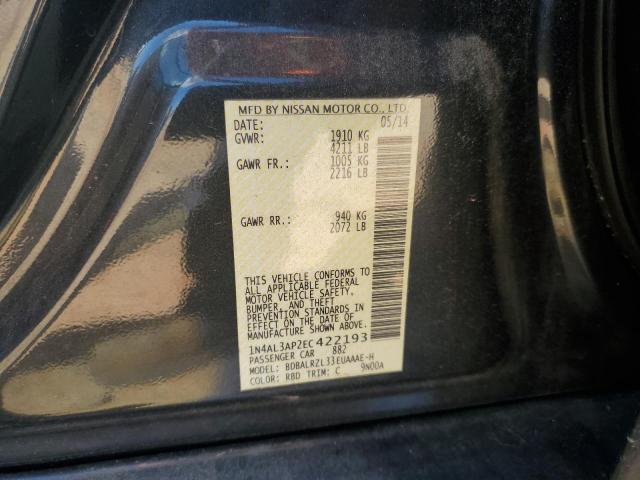 MFD BY NISSAN MOTOR CO., LTD.
DATE: 05/14
GVWR: 1910 KG
4211 LB
GAWR FR.: 1005 KG
2216 LB
GAWR RR.: 940 KG
2072 LB
THIS VEHICLE CONFORMS TO
ALL APPLICABLE FEDERAL
MOTOR VEHICLE SAFETY,
BUMPER, AND THEFT
PREVENTION STANDARDS IN
EFFECT ON THE DATE OF
MANUFACTURE SHOWN ABOVE.
1N4AL3AP2EC422193
PASSENGER CAR 882
MODEL: BDBALRZL33EUAAAE-H
COLOR: RBD TRIM: C 9N00A